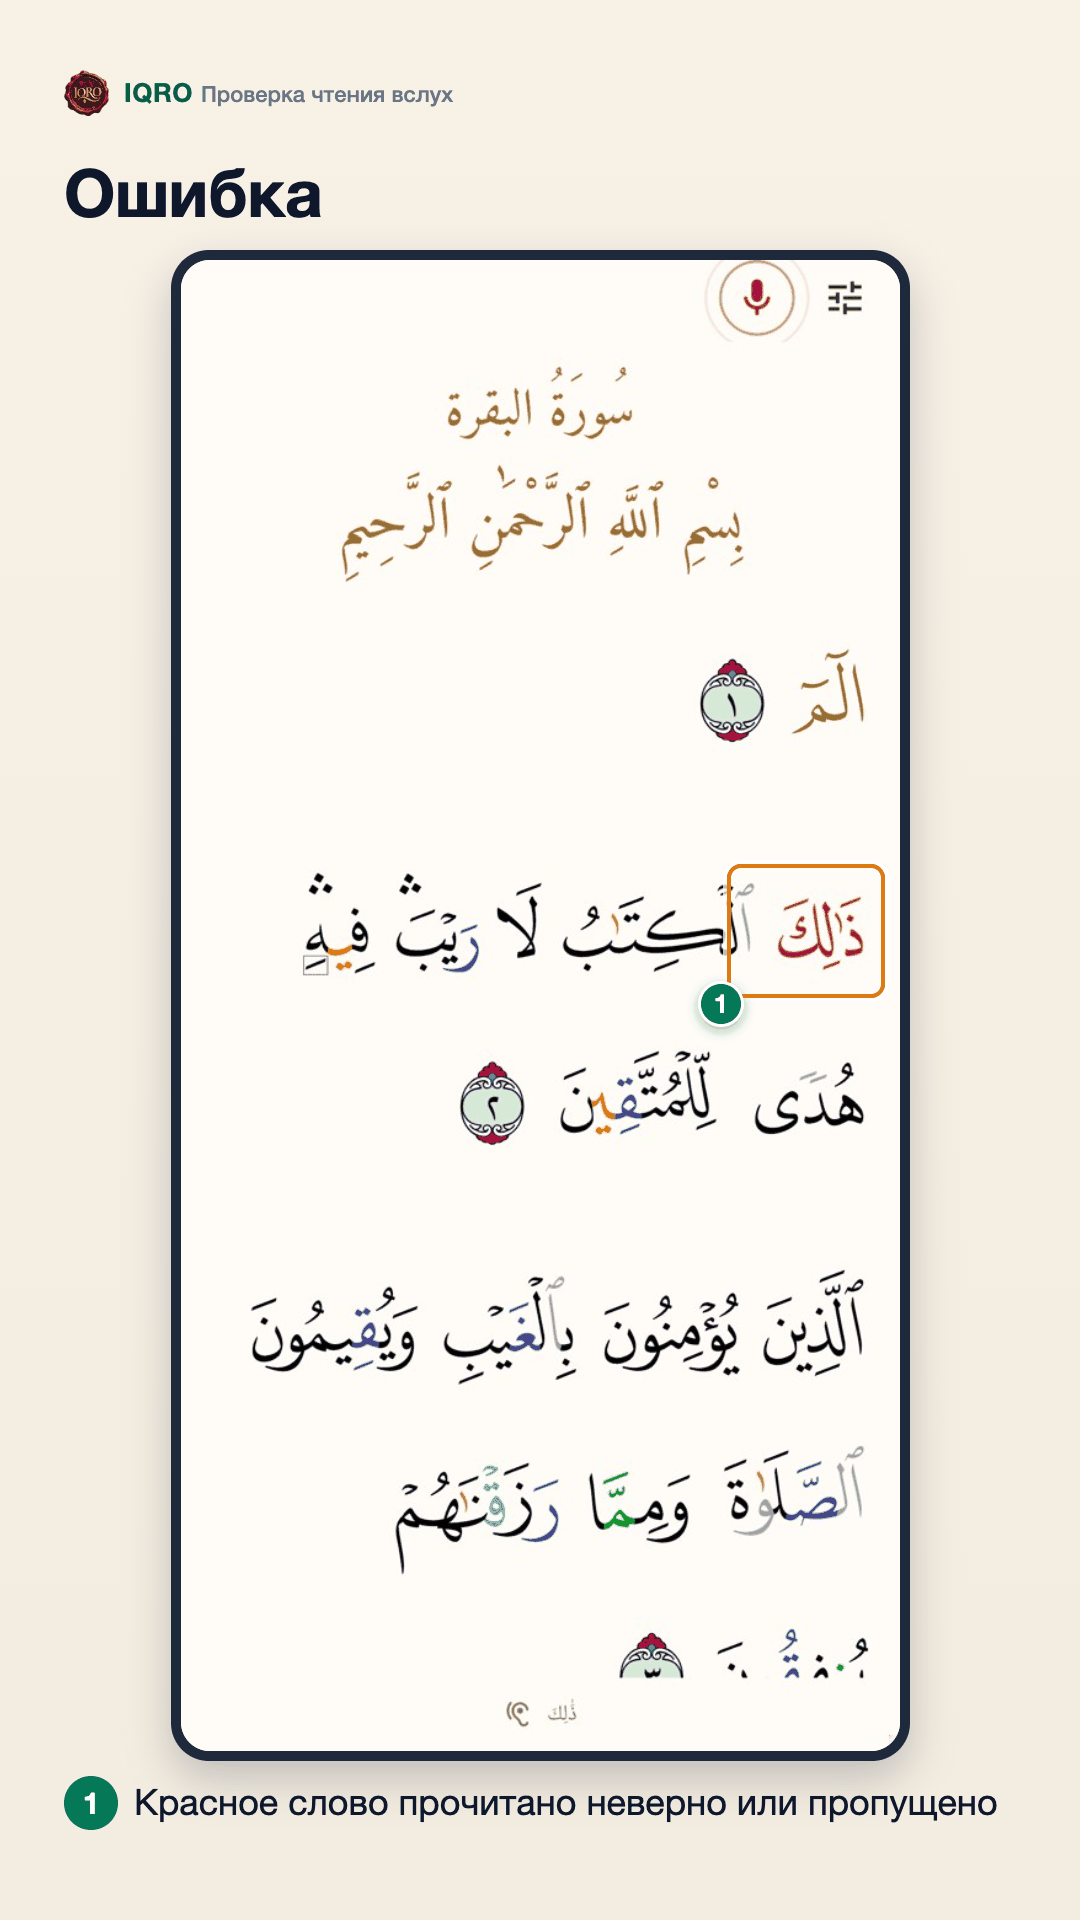 IQRO Проверка чтения вслух
Ошибка
سُورَةُ البقرة
بِسْمِ ٱللَّهِ ٱلرَّحْمَٰنِ ٱلرَّحِيمِ
الٓمٓ ١
ذَٰلِكَ ٱلْكِتَٰبُ لَا رَيْبَ ۛ فِيهِ ۛ
1
هُدًى لِّلْمُتَّقِينَ ٢
ٱلَّذِينَ يُؤْمِنُونَ بِٱلْغَيْبِ وَيُقِيمُونَ
ٱلصَّلَوٰةَ وَمِمَّا رَزَقْنَٰهُمْ
ذَٰلِكَ
1 Красное слово прочитано неверно или пропущено